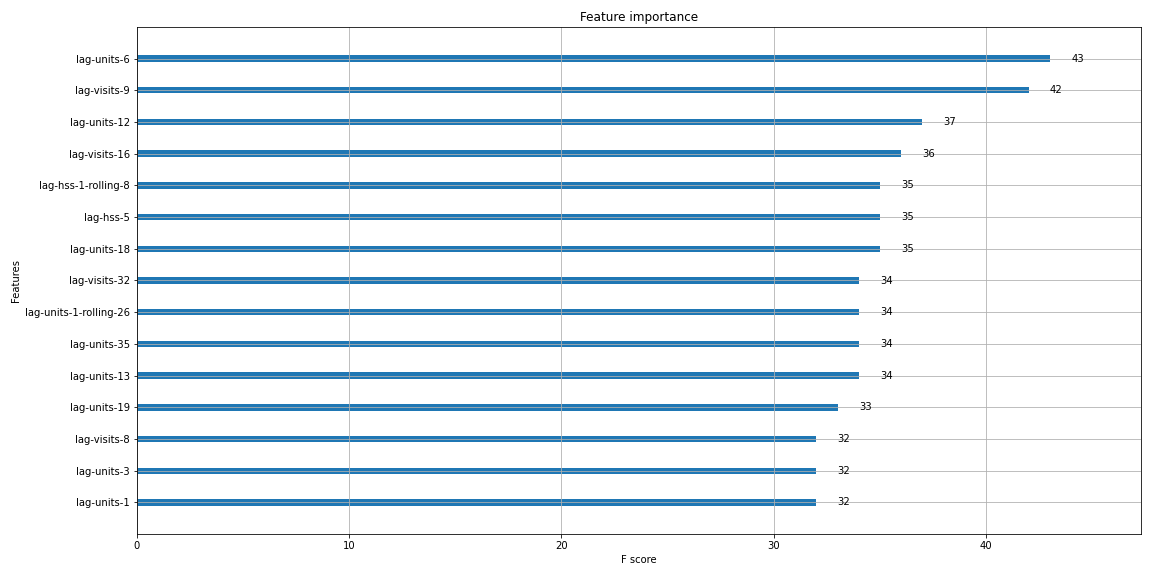 Feature importance
lag-units-6 43
lag-visits-9 42
lag-units-12 37
lag-visits-16 36
lag-hss-1-rolling-8 35
lag-hss-5 35
lag-units-18 35
lag-visits-32 34
lag-units-1-rolling-26 34
lag-units-35 34
lag-units-13 34
lag-units-19 33
lag-visits-8 32
lag-units-3 32
lag-units-1 32
Features
0 10 20 30 40
F score